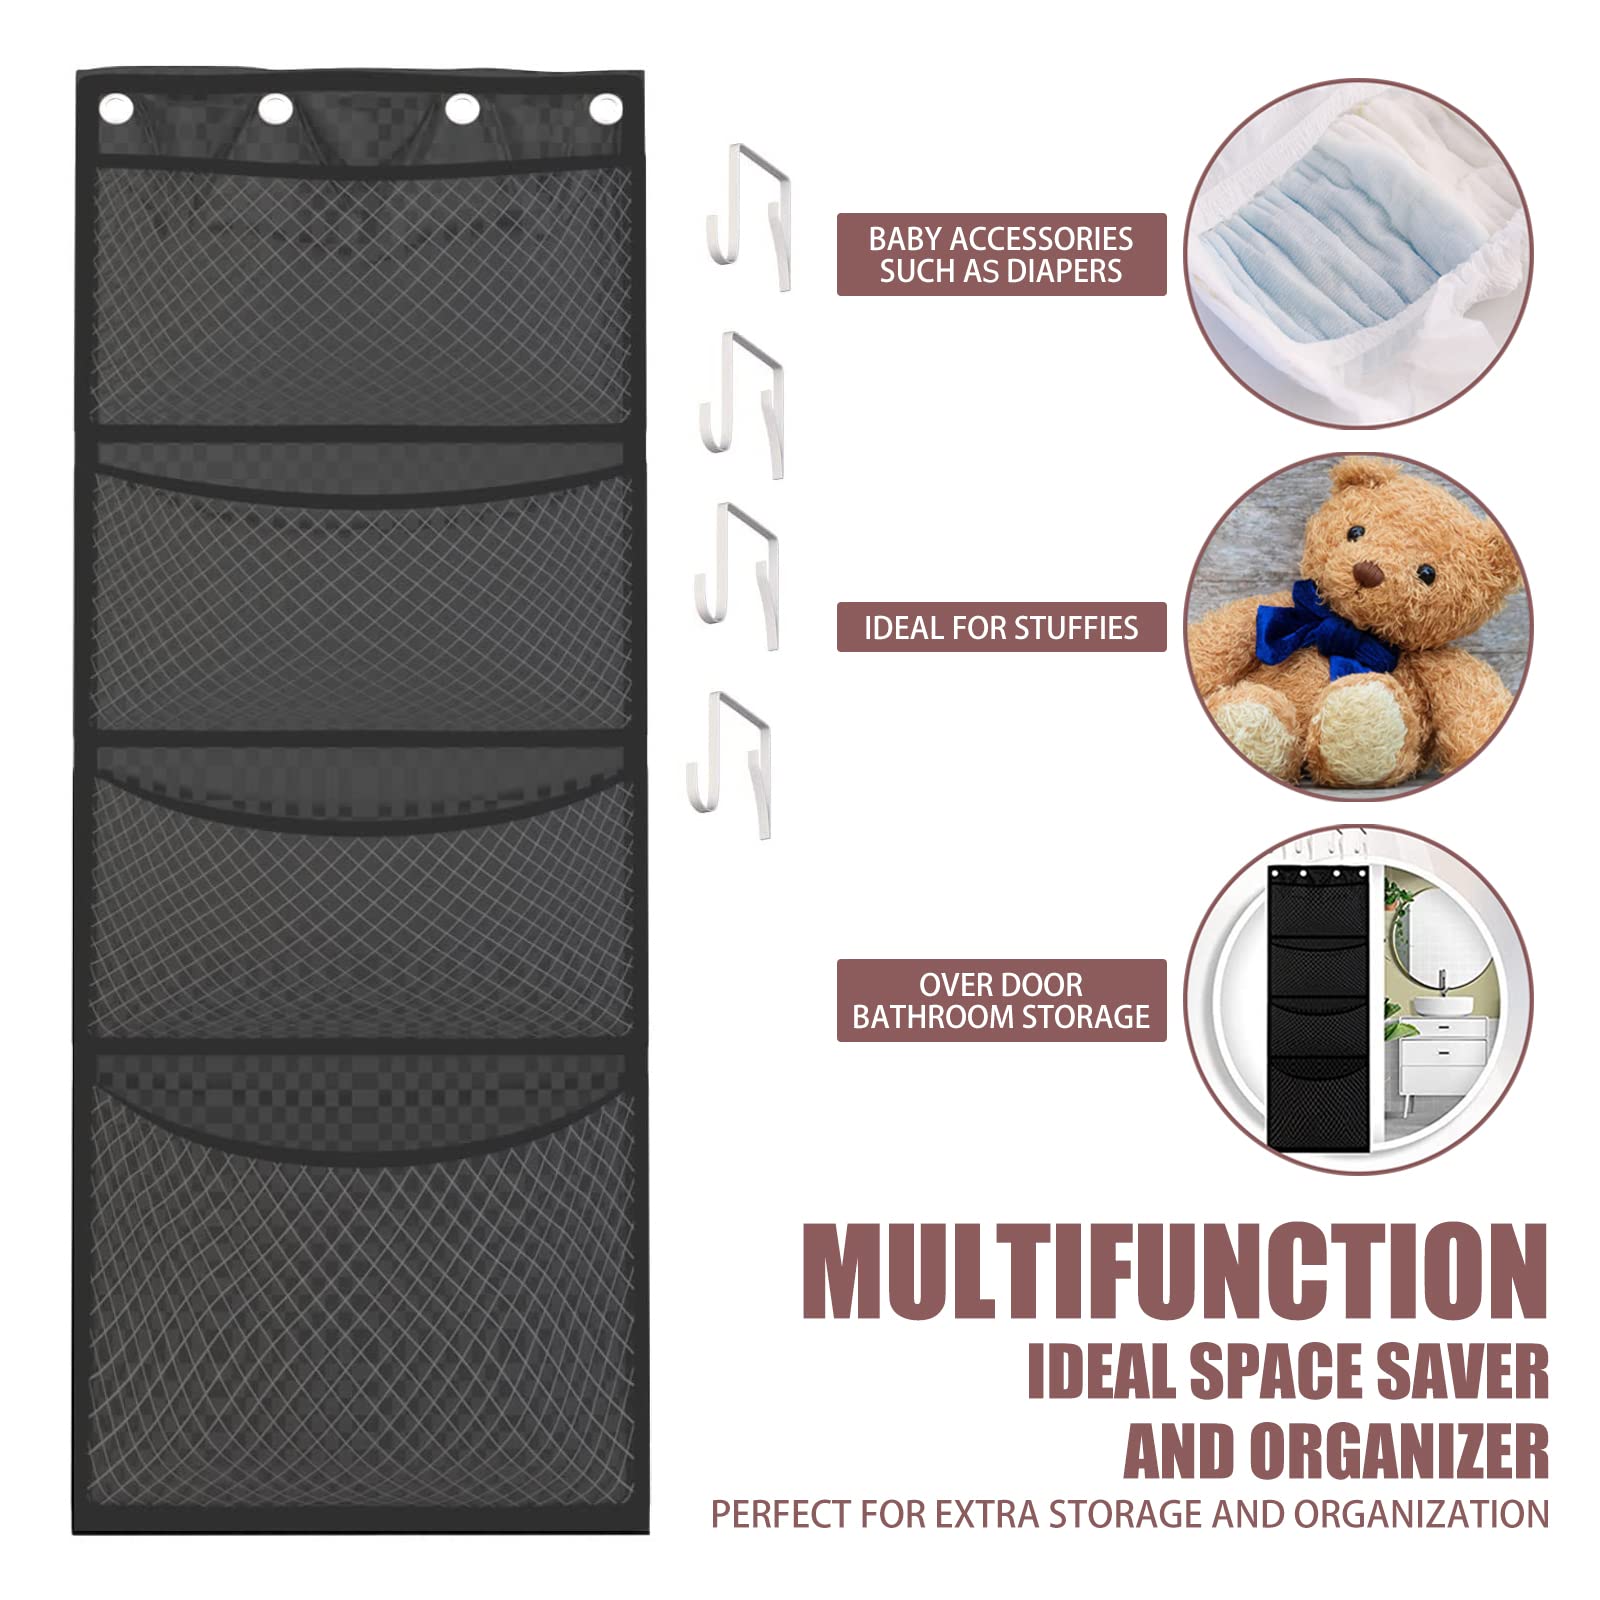 BABY ACCESSORIES
SUCH AS DIAPERS
IDEAL FOR STUFFIES
OVER DOOR
BATHROOM STORAGE
MULTIFUNCTION
IDEAL SPACE SAVER
AND ORGANIZER
PERFECT FOR EXTRA STORAGE AND ORGANIZATION